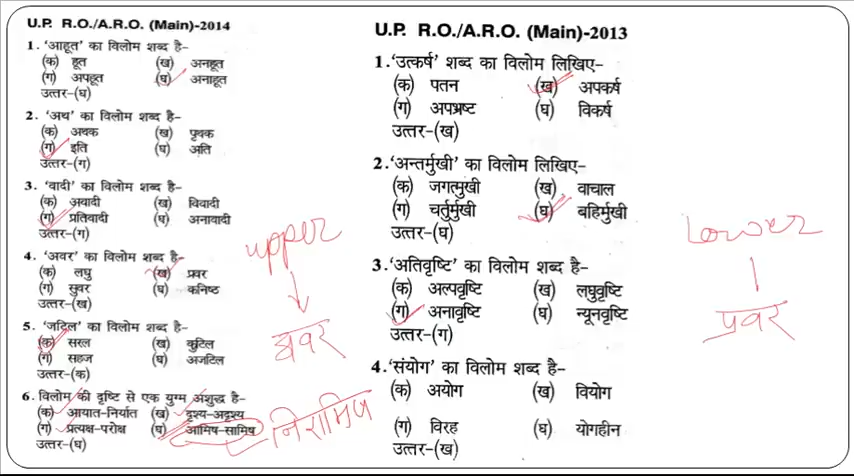 U.P. R.O./A.R.O. (Main)-2014
1. 'आहूत' का विलोम शब्द है-
(क) हूत (ख) अनहूत
(ग) अपहूत (घ) अनाहूत
उत्तर-(घ)
2. 'अथ' का विलोम शब्द है-
(क) अथक (ख) पृथक
(ग) इति (घ) अति
उत्तर-(ग)
3. 'वादी' का विलोम शब्द है-
(क) अवादी (ख) विवादी
(ग) प्रतिवादी (घ) अनावादी
उत्तर-(ग)
4. 'अवर' का विलोम शब्द है-
(क) लघु (ख) प्रवर
(ग) सुवर (घ) कनिष्ठ
उत्तर-(ख)
5. 'जटिल' का विलोम शब्द है-
(क) सरल (ख) कुटिल
(ग) सहज (घ) अजटिल
उत्तर-(क)
6. विलोम की दृष्टि से एक युग्म अंशुद्ध है-
(क) आयात-निर्यात (ख) दृश्य-अदृश्य
(ग) प्रत्यक्ष-परोक्ष (घ) आमिष-सामिष
उत्तर-(घ)
upper
अवर
निरामिष
U.P. R.O./A.R.O. (Main)-2013
1. 'उत्कर्ष' शब्द का विलोम लिखिए-
(क) पतन (ख) अपकर्ष
(ग) अपभ्रष्ट (घ) विकर्ष
उत्तर-(ख)
2. 'अन्तर्मुखी' का विलोम लिखिए-
(क) जगत्मुखी (ख) वाचाल
(ग) चर्तुर्मुखी (घ) बहिर्मुखी
उत्तर-(घ)
3. 'अतिवृष्टि' का विलोम शब्द है-
(क) अल्पवृष्टि (ख) लघुवृष्टि
(ग) अनावृष्टि (घ) न्यूनवृष्टि
उत्तर-(ग)
4. 'संयोग' का विलोम शब्द है-
(क) अयोग (ख) वियोग
(ग) विरह (घ) योगहीन
उत्तर-(ख)
Lower
प्रवर